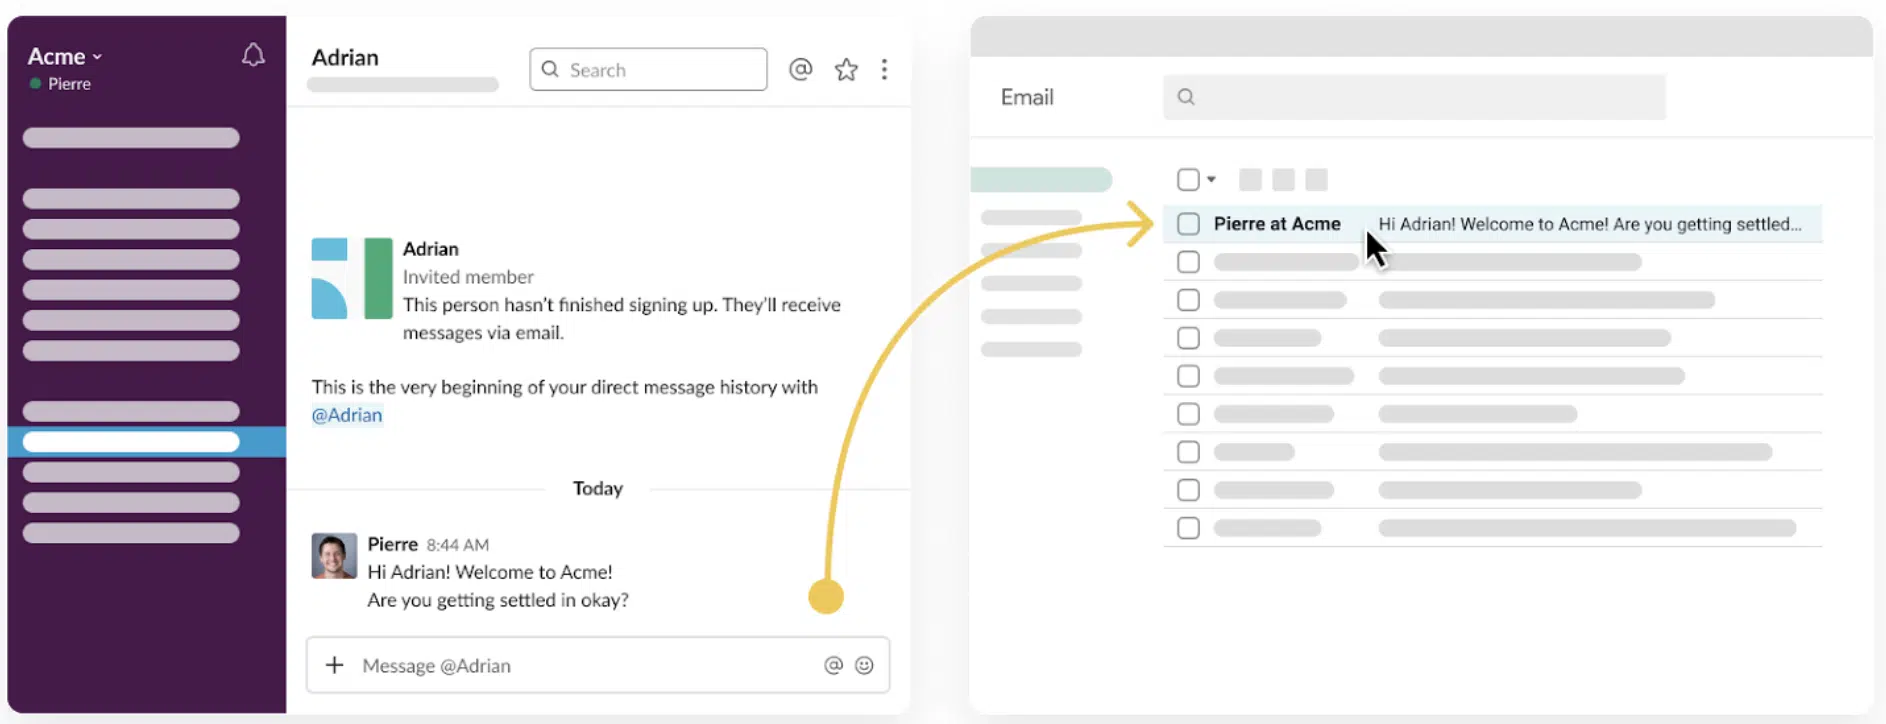 Acme
Pierre
Adrian
Search
Adrian
Invited member
This person hasn’t finished signing up. They’ll receive
messages via email.
This is the very beginning of your direct message history with
@Adrian
Today
Pierre 8:44 AM
Hi Adrian! Welcome to Acme!
Are you getting settled in okay?
Message @Adrian
Email
Pierre at Acme Hi Adrian! Welcome to Acme! Are you getting settled...